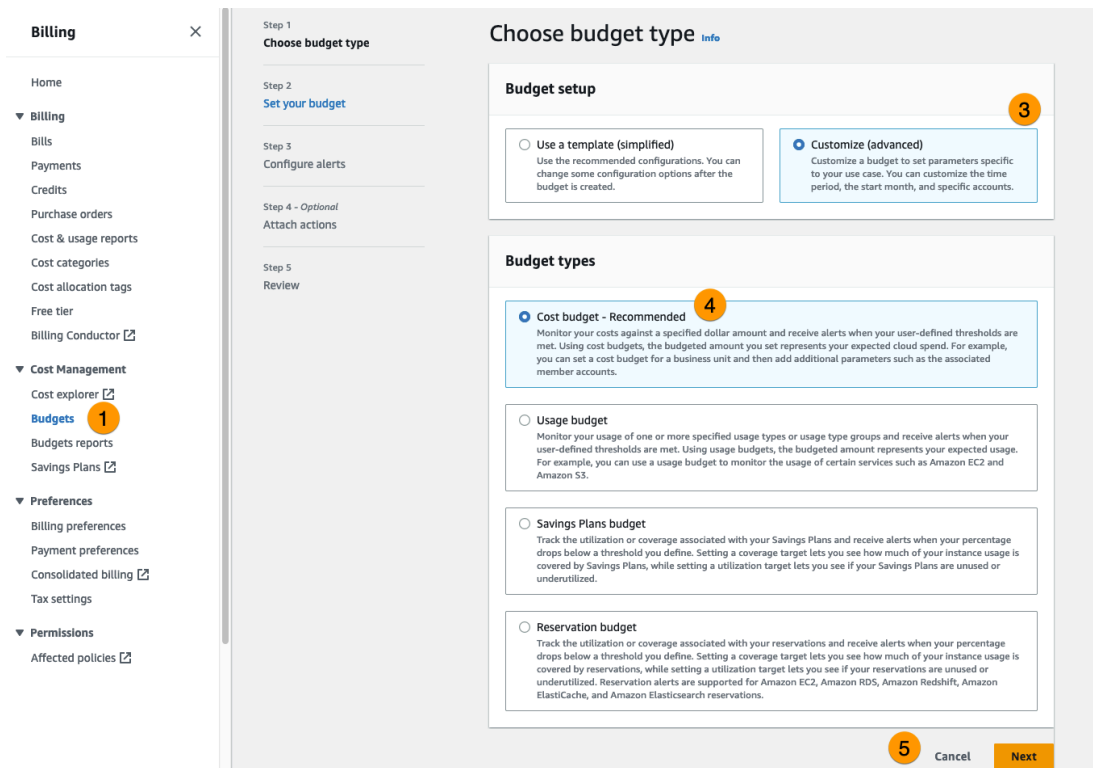 Billing
Home
Billing
Bills
Payments
Credits
Purchase orders
Cost & usage reports
Cost categories
Cost allocation tags
Free tier
Billing Conductor
Cost Management
Cost explorer
Budgets 1
Budgets reports
Savings Plans
Preferences
Billing preferences
Payment preferences
Consolidated billing
Tax settings
Permissions
Affected policies
Step 1
Choose budget type
Step 2
Set your budget
Step 3
Configure alerts
Step 4 - Optional
Attach actions
Step 5
Review
Choose budget type Info
Budget setup
3
Use a template (simplified)
Use the recommended configurations. You can
change some configuration options after the
budget is created.
Customize (advanced)
Customize a budget to set parameters specific
to your use case. You can customize the time
period, the start month, and specific accounts.
Budget types
4
Cost budget - Recommended
Monitor your costs against a specified dollar amount and receive alerts when your user-defined thresholds are
met. Using cost budgets, the budgeted amount you set represents your expected cloud spend. For example,
you can set a cost budget for a business unit and then add additional parameters such as the associated
member accounts.
Usage budget
Monitor your usage of one or more specified usage types or usage type groups and receive alerts when your
user-defined thresholds are met. Using usage budgets, the budgeted amount represents your expected usage.
For example, you can use a usage budget to monitor the usage of certain services such as Amazon EC2 and
Amazon S3.
Savings Plans budget
Track the utilization or coverage associated with your Savings Plans and receive alerts when your percentage
drops below a threshold you define. Setting a coverage target lets you see how much of your instance usage is
covered by Savings Plans, while setting a utilization target lets you see if your Savings Plans are unused or
underutilized.
Reservation budget
Track the utilization or coverage associated with your reservations and receive alerts when your percentage
drops below a threshold you define. Setting a coverage target lets you see how much of your instance usage is
covered by reservations, while setting a utilization target lets you see if your reservations are unused or
underutilized. Reservation alerts are supported for Amazon EC2, Amazon RDS, Amazon Redshift, Amazon
ElastiCache, and Amazon Elasticsearch reservations.
5 Cancel Next